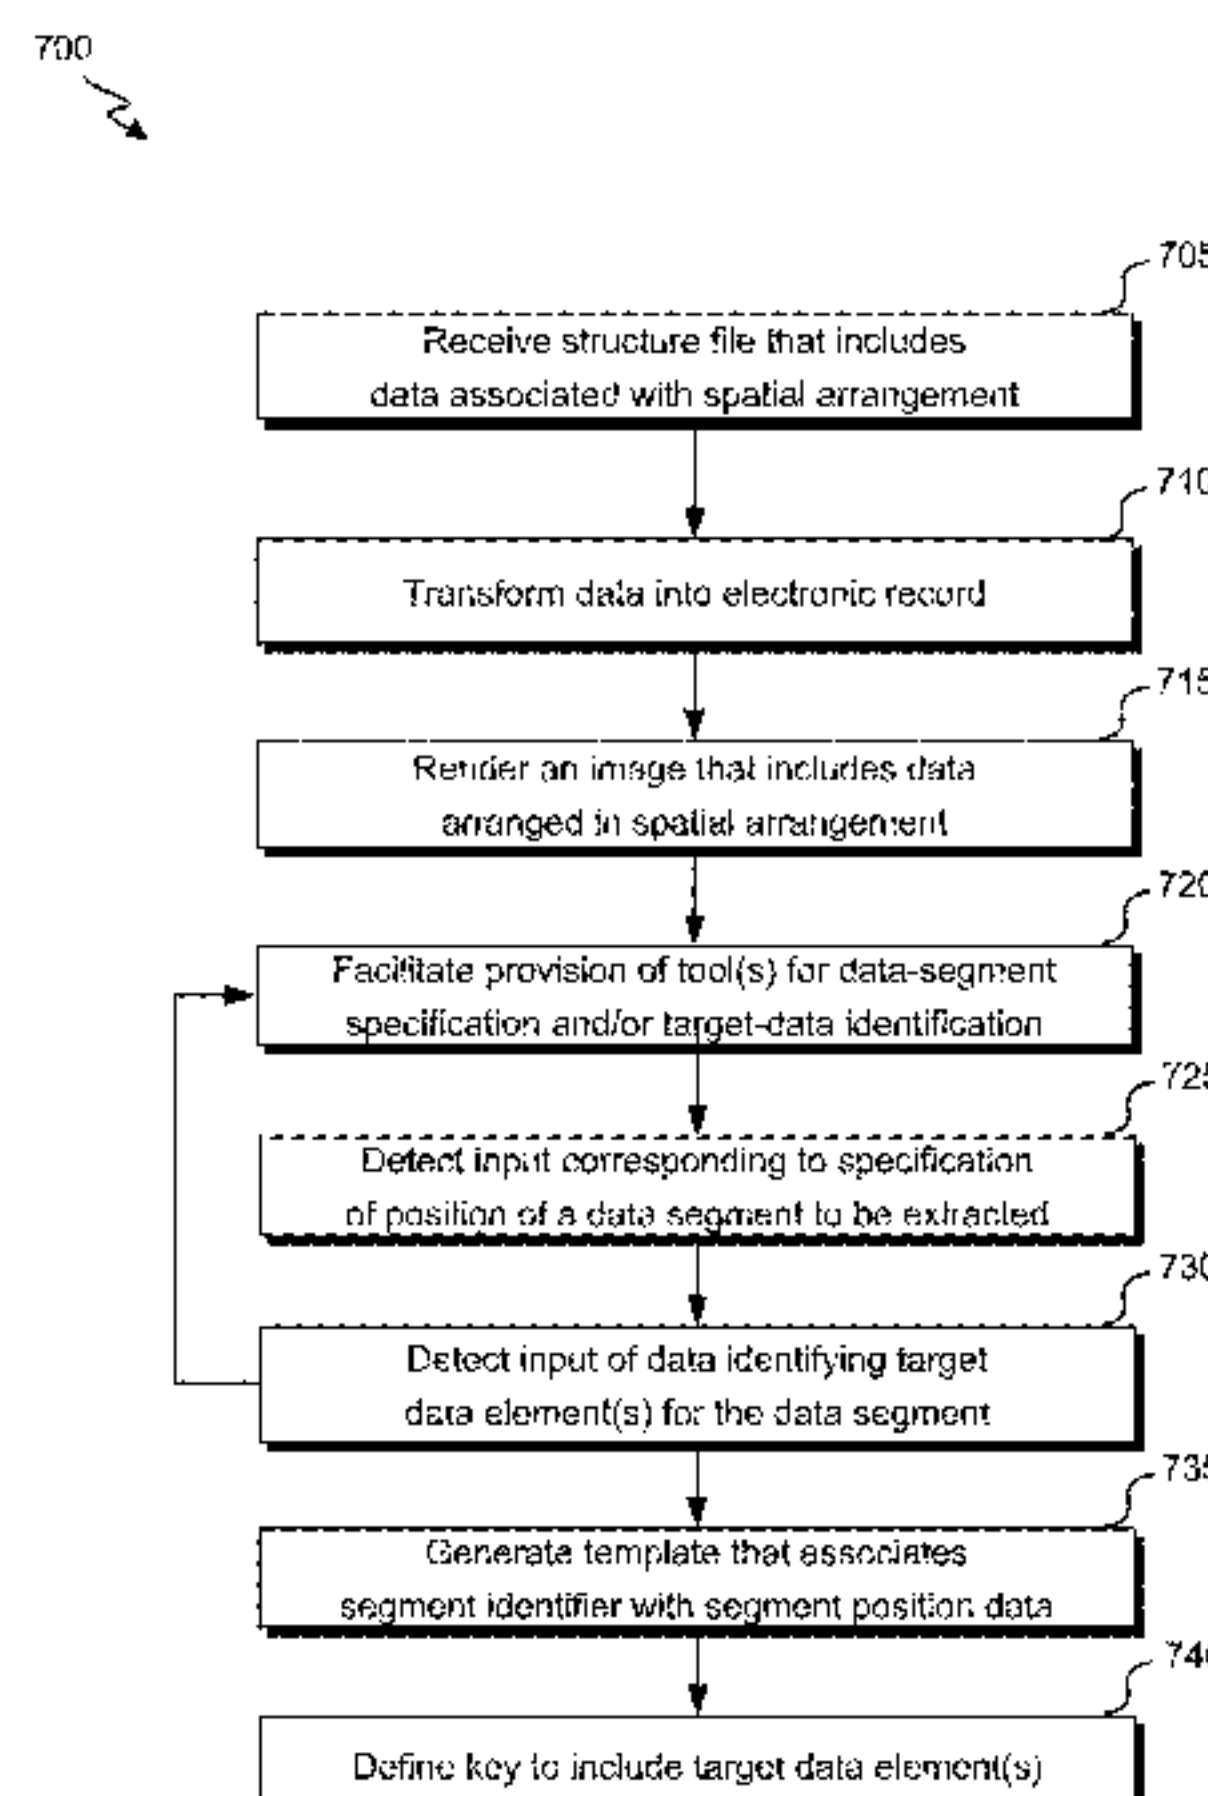 700
705
Receive structure file that includes
data associated with spatial arrangement
710
Transform data into electronic record
715
Render an image that includes data
arranged in spatial arrangement
720
Facilitate provision of tool(s) for data-segment
specification and/or target-data identification
725
Detect input corresponding to specification
of position of a data segment to be extracted
730
Detect input of data identifying target
data element(s) for the data segment
735
Generate template that associates
segment identifier with segment position data
740
Define key to include target data element(s)